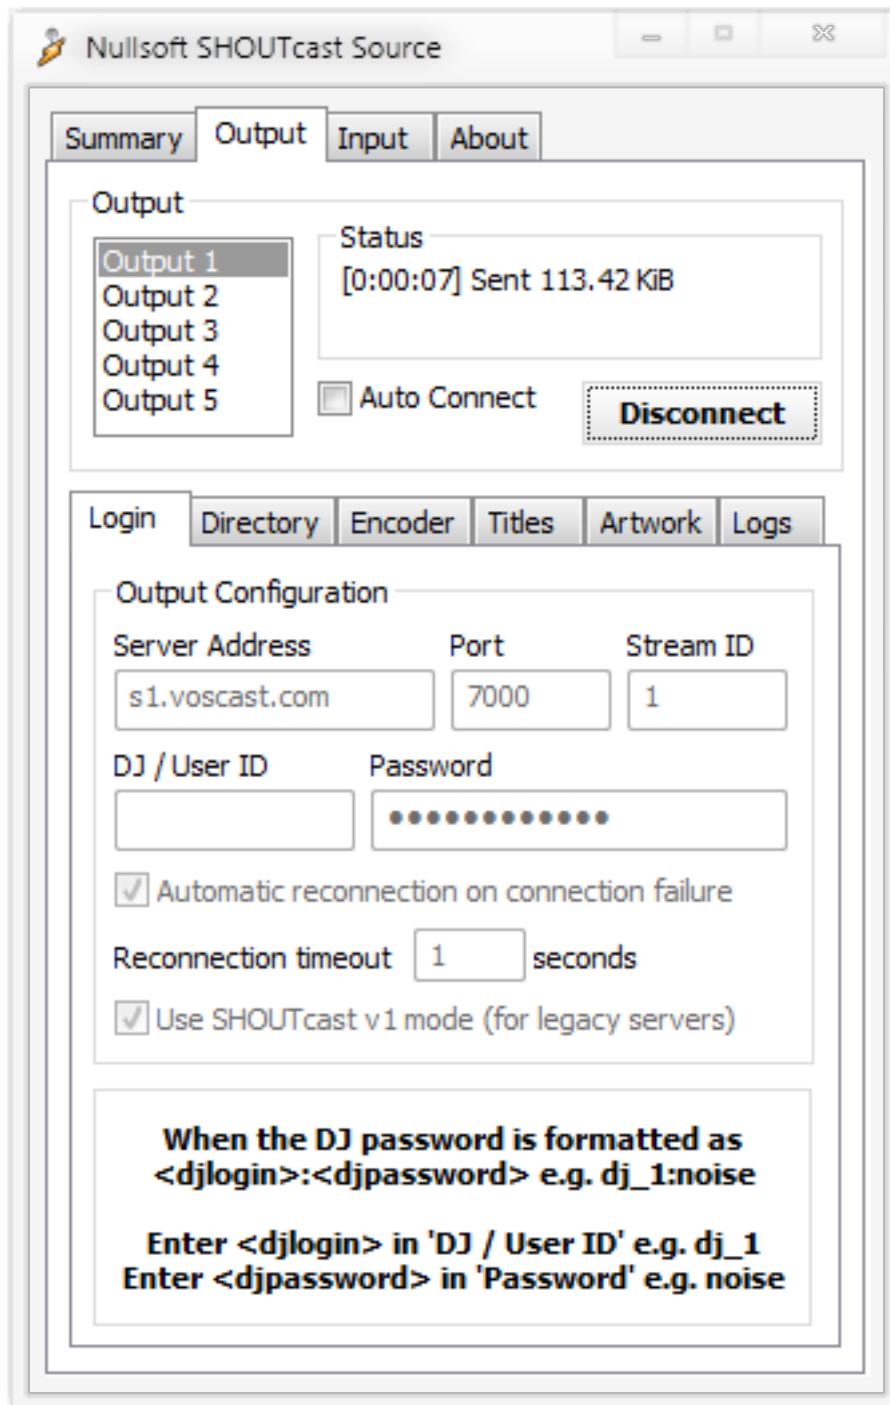 Nullsoft SHOUTcast Source
Summary Output Input About
Output
Output 1
Output 2
Output 3
Output 4
Output 5
Status
[0:00:07] Sent 113.42 KiB
Auto Connect
Disconnect
Login Directory Encoder Titles Artwork Logs
Output Configuration
Server Address Port Stream ID
s1.voscast.com 7000 1
DJ / User ID Password
••••••••••••
Automatic reconnection on connection failure
Reconnection timeout 1 seconds
Use SHOUTcast v1 mode (for legacy servers)
When the DJ password is formatted as
<djlogin>:<djpassword> e.g. dj_1:noise
Enter <djlogin> in 'DJ / User ID' e.g. dj_1
Enter <djpassword> in 'Password' e.g. noise